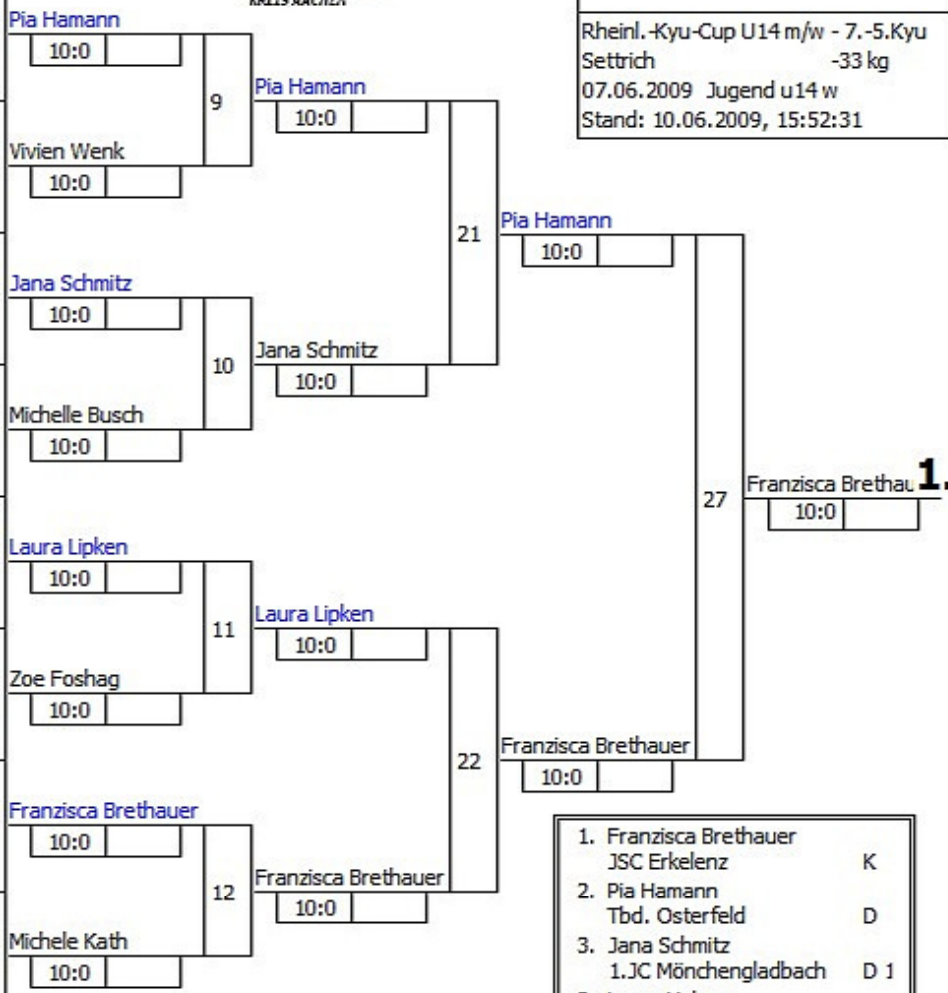 KREIS AACHEN
Rheinl.-Kyu-Cup U14 m/w - 7.-5.Kyu
Settrich -33 kg
07.06.2009 Jugend u14 w
Stand: 10.06.2009, 15:52:31
Pia Hamann
10:0
9
Vivien Wenk
10:0
Jana Schmitz
10:0
10
Michelle Busch
10:0
Laura Lipken
10:0
11
Zoe Foshag
10:0
Franzisca Brethauer
10:0
12
Michele Kath
10:0
Pia Hamann
10:0
21
Jana Schmitz
10:0
Laura Lipken
10:0
22
Franzisca Brethauer
10:0
Pia Hamann
10:0
27
Franzisca Brethauer
10:0
Franzisca Brethau 1.
10:0
1. Franzisca Brethauer
JSC Erkelenz K
2. Pia Hamann
Tbd. Osterfeld D
3. Jana Schmitz
1.JC Mönchengladbach D 1